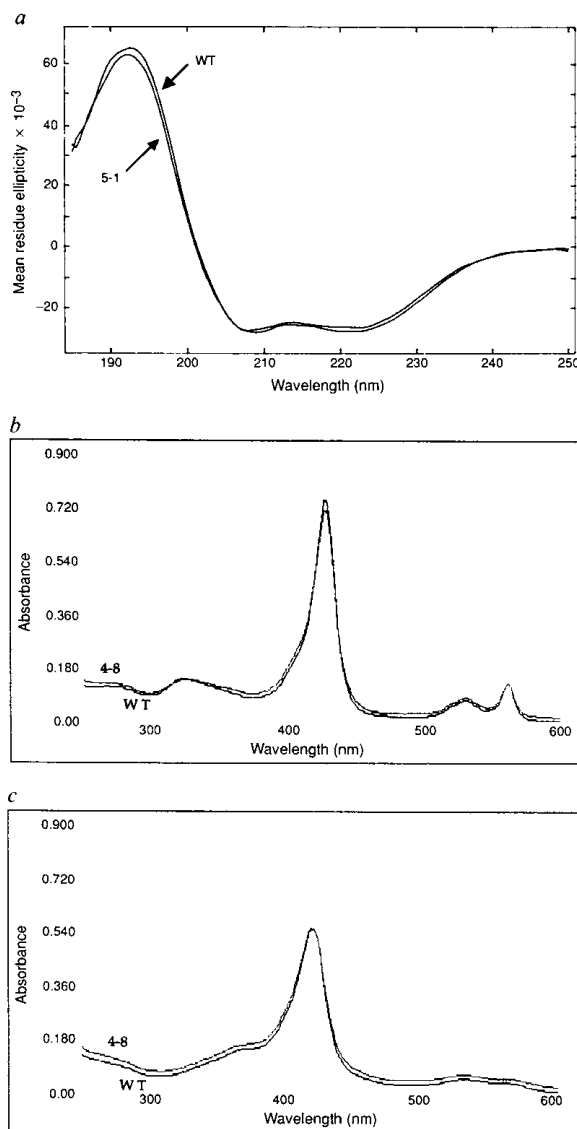 a
60
40
20
0
-20
Mean residue ellipticity × 10⁻³
WT
5-1
190 200 210 220 230 240 250
Wavelength (nm)
b
0.900
0.720
0.540
0.360
0.180
0.00
Absorbance
4-8
WT
300 400 500 600
Wavelength (nm)
c
0.900
0.720
0.540
0.360
0.180
0.00
Absorbance
4-8
WT
300 400 500 600
Wavelength (nm)